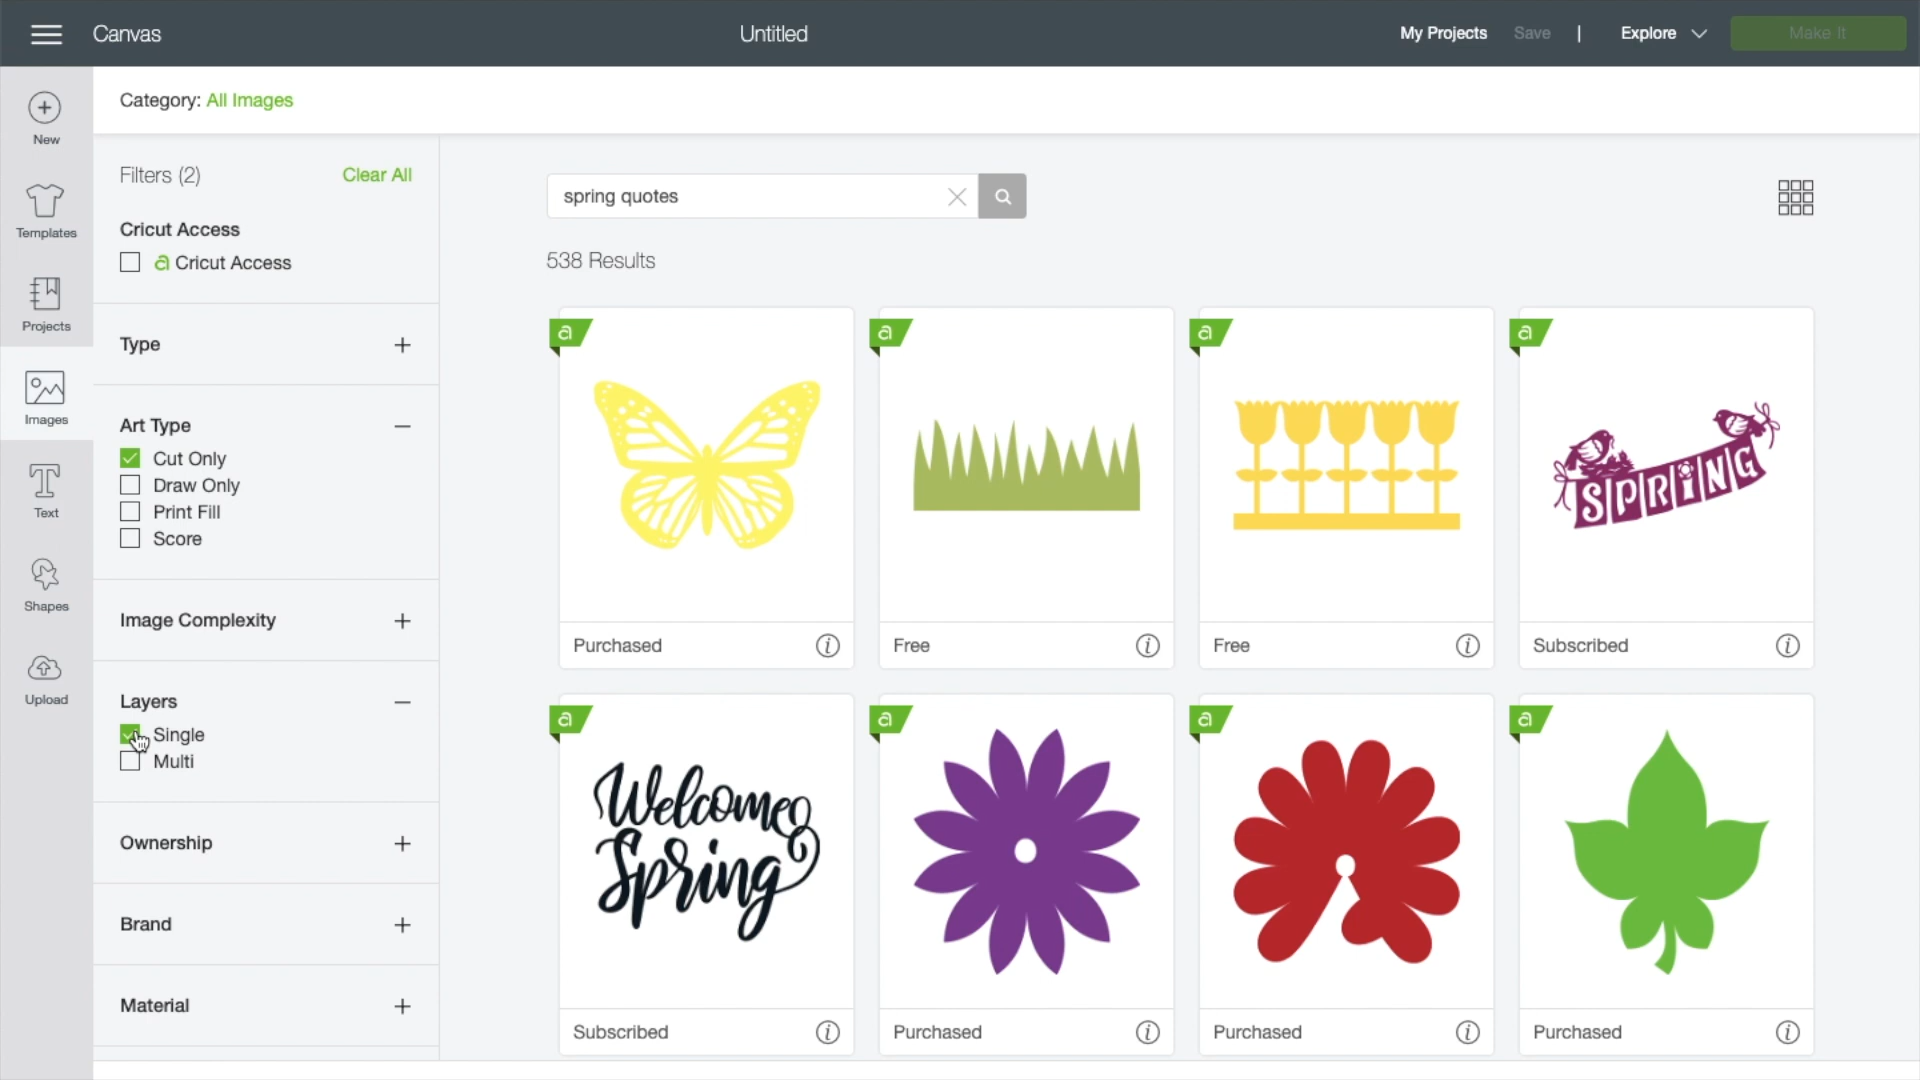 Canvas
Untitled
My Projects
Save
|
Explore
Make It
New
Templates
Projects
Images
Text
Shapes
Upload
Category: All Images
Filters (2)
Clear All
Cricut Access
a Cricut Access
Type
Art Type
Cut Only
Draw Only
Print Fill
Score
Image Complexity
Layers
Single
Multi
Ownership
Brand
Material
spring quotes
538 Results
a
Purchased
a
Free
a
Free
a
SPRiNG
Subscribed
a
Welcome
Spring
Subscribed
a
Purchased
a
Purchased
a
Purchased